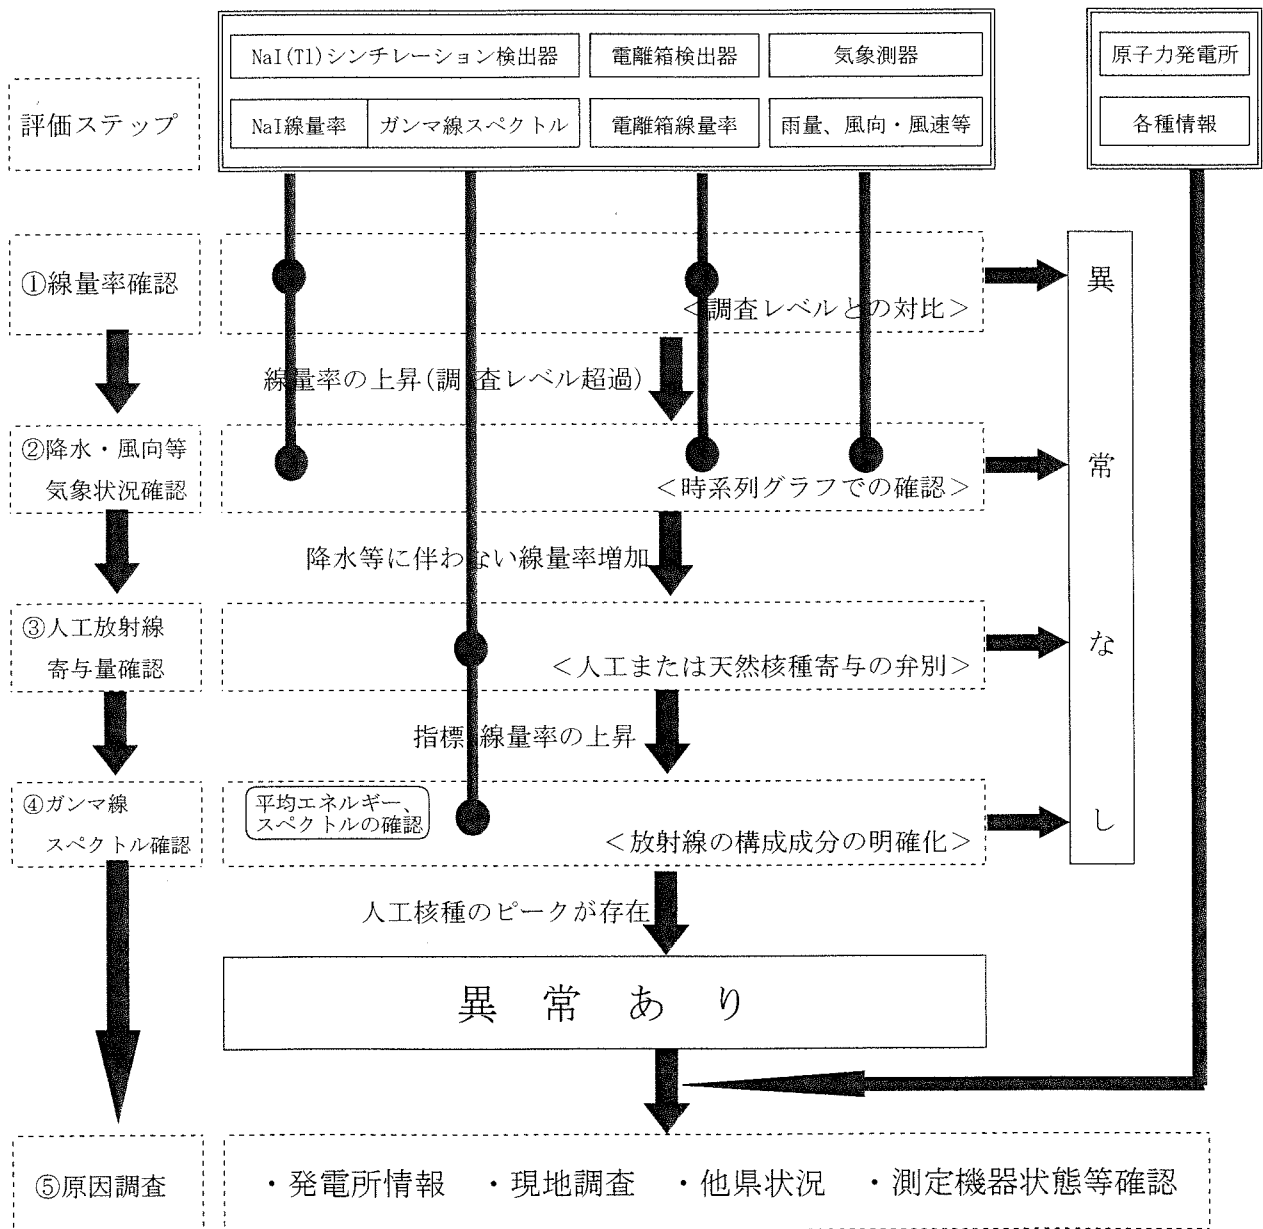 NaI(Tl)シンチレーション検出器
電離箱検出器
気象測器
原子力発電所
評価ステップ
NaI線量率
ガンマ線スペクトル
電離箱線量率
雨量、風向・風速等
各種情報
①線量率確認
<調査レベルとの対比>
線量率の上昇(調査レベル超過)
②降水・風向等
気象状況確認
<時系列グラフでの確認>
降水等に伴わない線量率増加
③人工放射線
寄与量確認
<人工または天然核種寄与の弁別>
指標線量率の上昇
④ガンマ線
スペクトル確認
平均エネルギー、
スペクトルの確認
<放射線の構成成分の明確化>
異常なし
人工核種のピークが存在
異常あり
⑤原因調査
・発電所情報 ・現地調査 ・他県状況 ・測定機器状態等確認